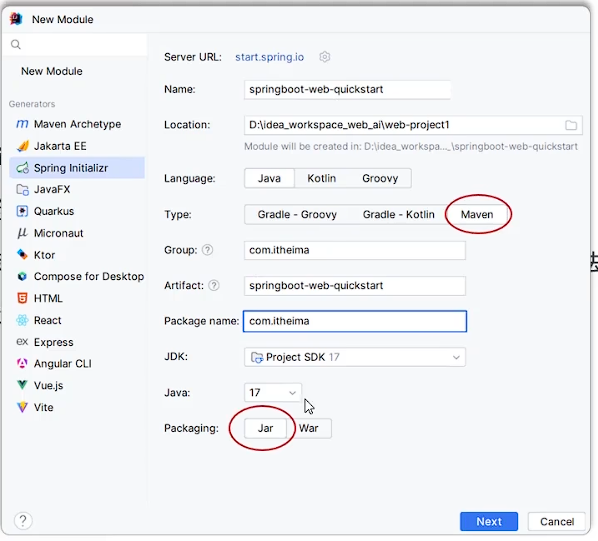 New Module
Server URL: start.spring.io
New Module
Name: springboot-web-quickstart
Generators
Maven Archetype
Location: D:\idea_workspace_web_ai\web-project1
Jakarta EE
Module will be created in: D:\idea_workspa..._\springboot-web-quickstart
Spring Initializr
Language: Java Kotlin Groovy
JavaFX
Quarkus
Type: Gradle - Groovy Gradle - Kotlin Maven
Micronaut
Group: ? com.itheima
Ktor
Compose for Desktop
Artifact: ? springboot-web-quickstart
HTML
React
Package name: com.itheima
Express
JDK: Project SDK 17
Angular CLI
Vue.js
Java: 17
Vite
Packaging: Jar War
? Next Cancel